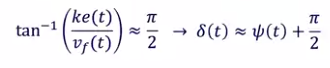 tan⁻¹(ke(t)/v_f(t)) ≈ π/2 → δ(t) ≈ ψ(t) + π/2